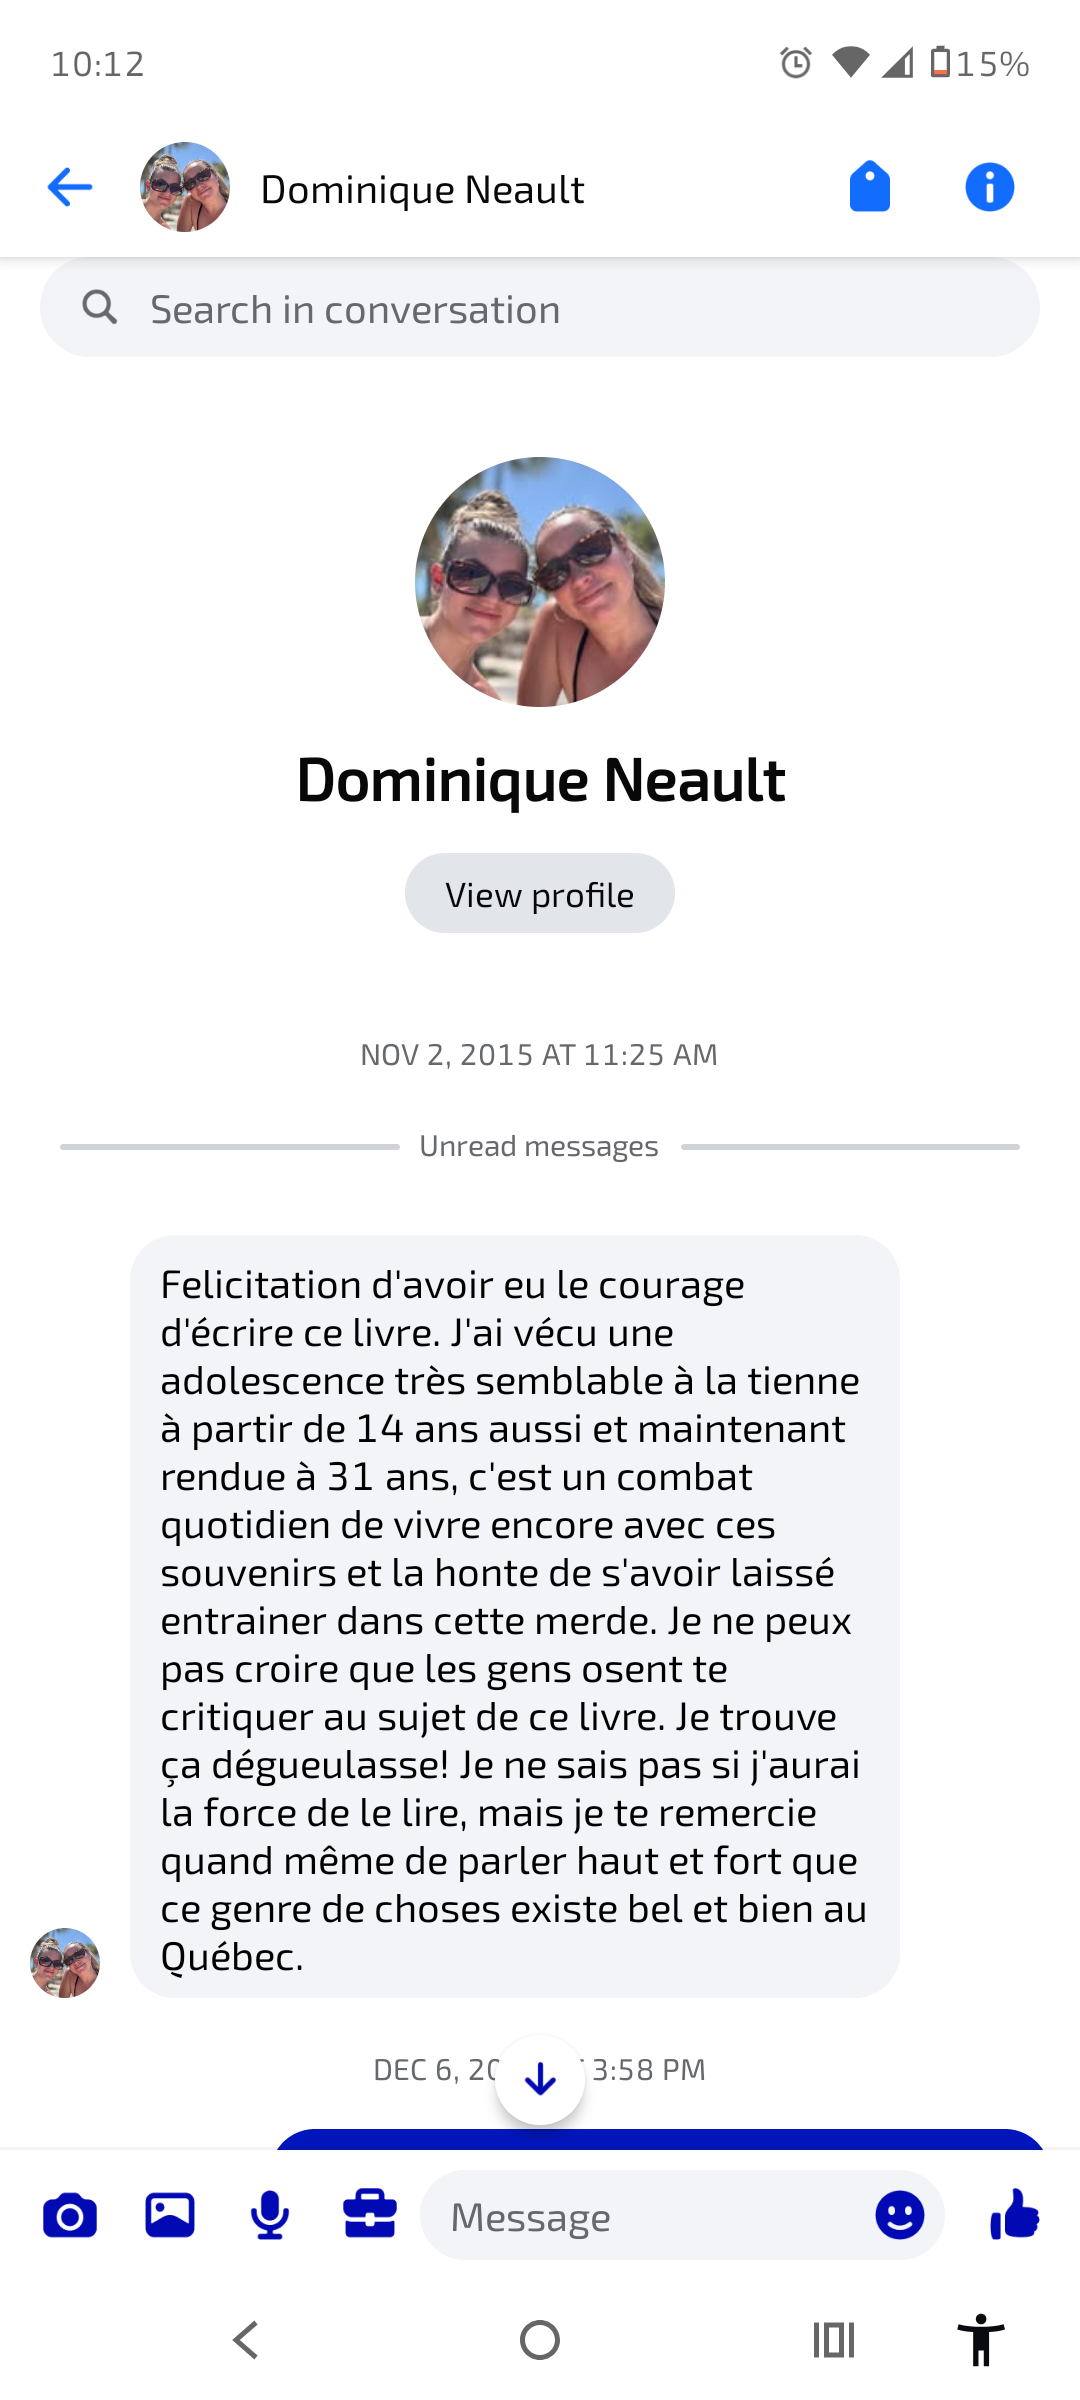 10:12
15%
Dominique Neault
Search in conversation
Dominique Neault
View profile
NOV 2, 2015 AT 11:25 AM
Unread messages
Felicitation d'avoir eu le courage
d'écrire ce livre. J'ai vécu une
adolescence très semblable à la tienne
à partir de 14 ans aussi et maintenant
rendue à 31 ans, c'est un combat
quotidien de vivre encore avec ces
souvenirs et la honte de s'avoir laissé
entrainer dans cette merde. Je ne peux
pas croire que les gens osent te
critiquer au sujet de ce livre. Je trouve
ça dégueulasse! Je ne sais pas si j'aurai
la force de le lire, mais je te remercie
quand même de parler haut et fort que
ce genre de choses existe bel et bien au
Québec.
DEC 6, 3:58 PM
Message